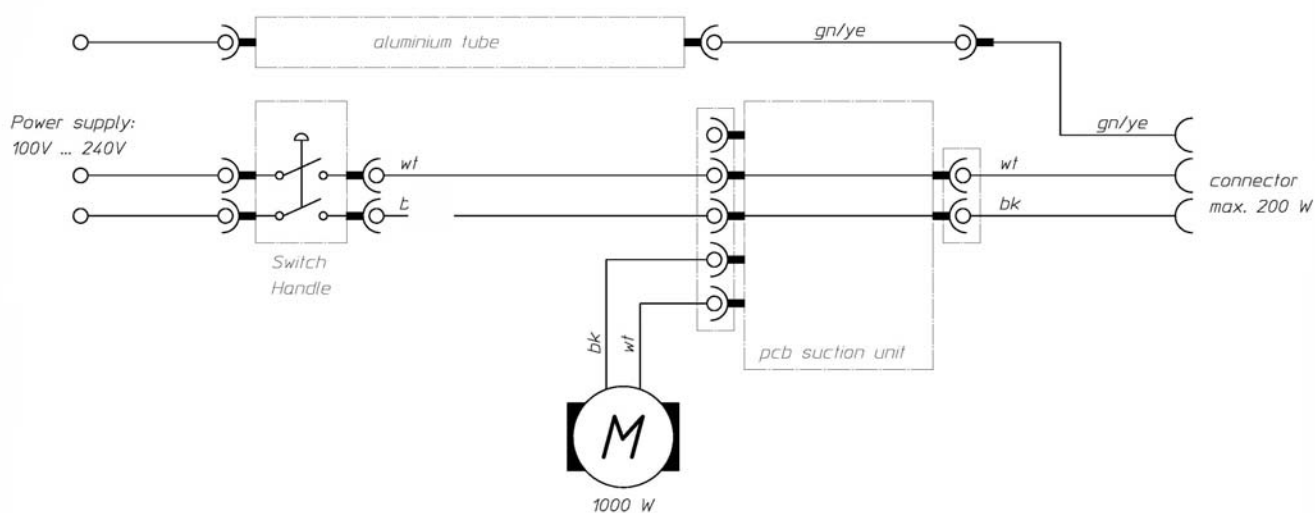 aluminium tube
gn/ye
Power supply:
100V ... 240V
gn/ye
wt
wt
connector
max. 200 W
bk
Switch
Handle
bk
wt
pcb suction unit
M
1000 W